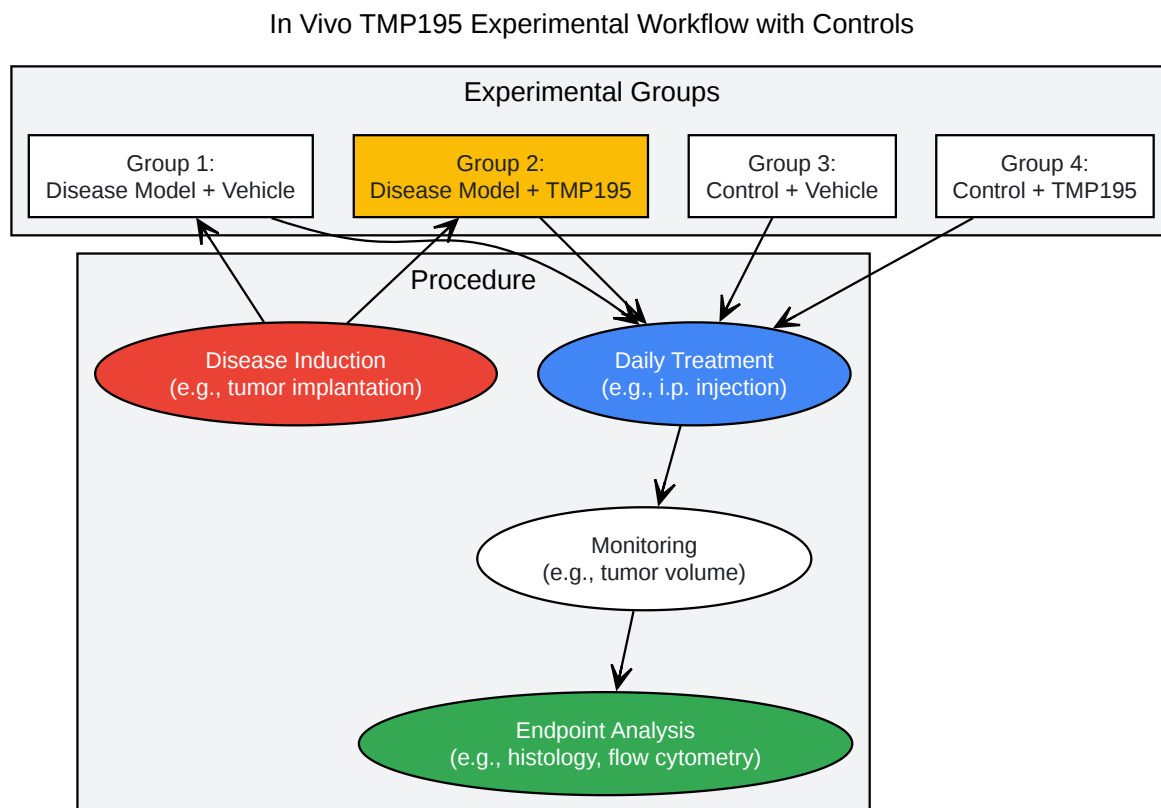 In Vivo TMP195 Experimental Workflow with Controls
Experimental Groups
Group 1:
Disease Model + Vehicle
Group 2:
Disease Model + TMP195
Group 3:
Control + Vehicle
Group 4:
Control + TMP195
Procedure
Disease Induction
(e.g., tumor implantation)
Daily Treatment
(e.g., i.p. injection)
Monitoring
(e.g., tumor volume)
Endpoint Analysis
(e.g., histology, flow cytometry)